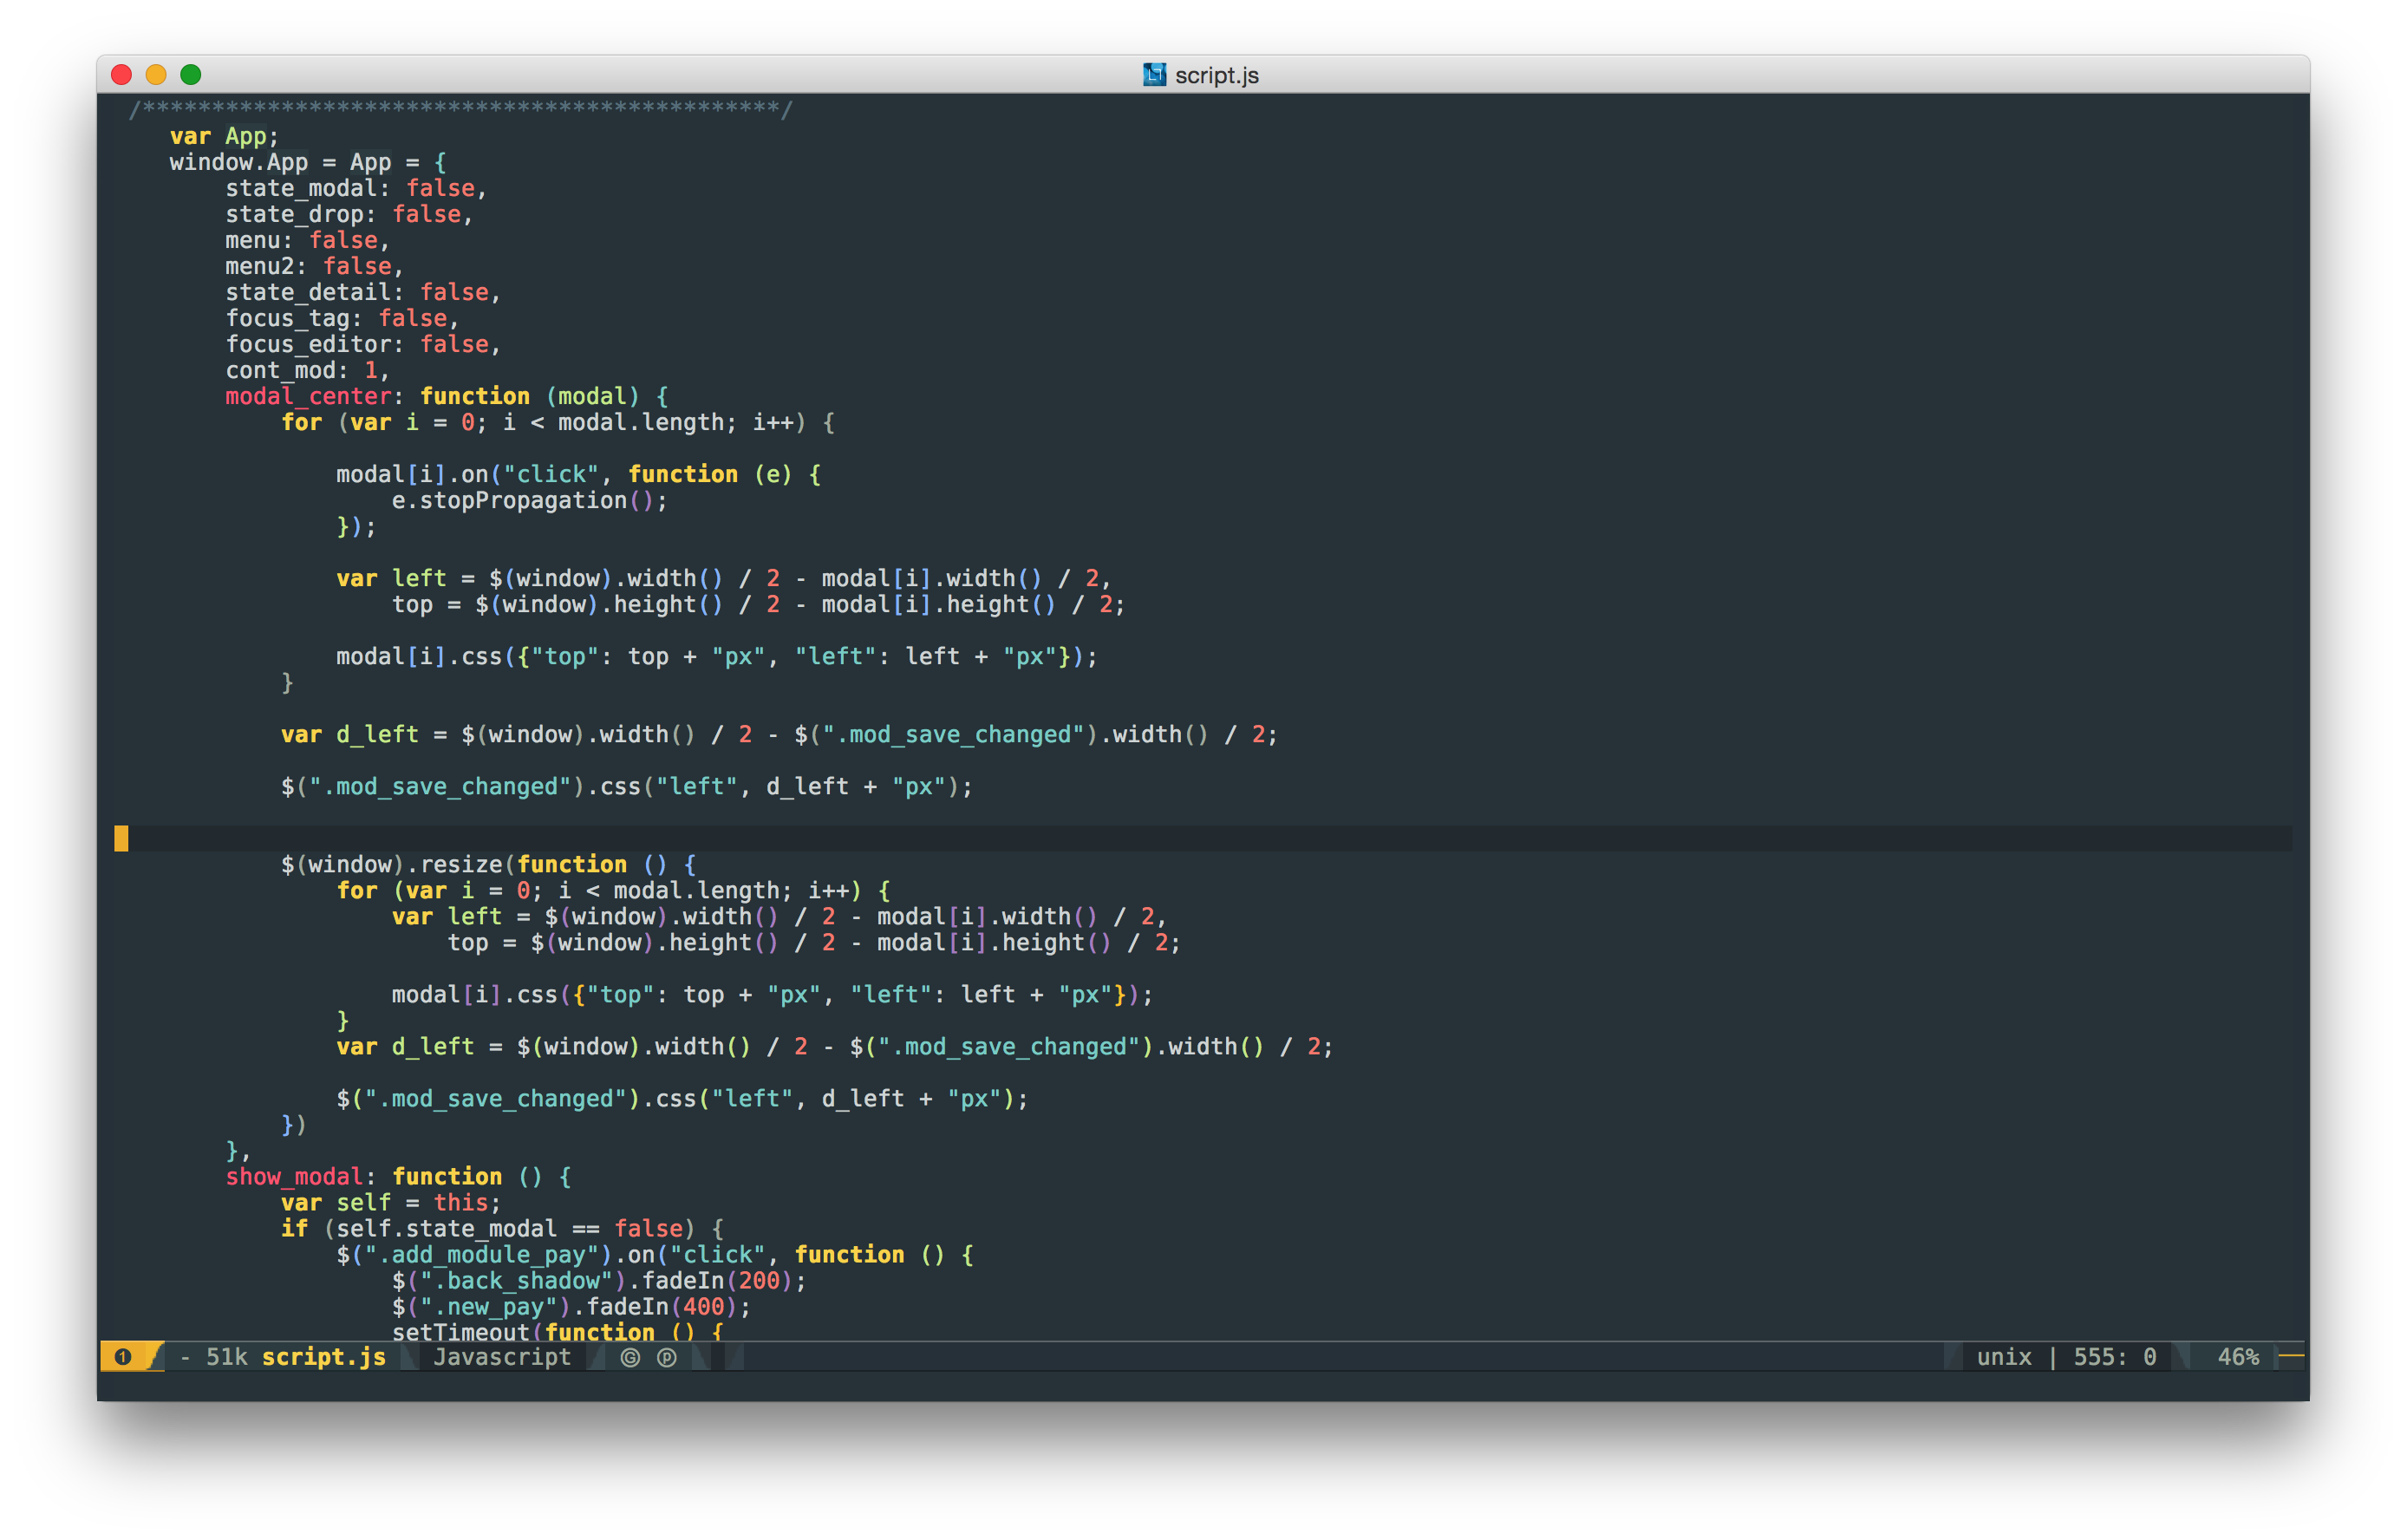 script.js
/**********************************************/
var App;
window.App = App = {
state_modal: false,
state_drop: false,
menu: false,
menu2: false,
state_detail: false,
focus_tag: false,
focus_editor: false,
cont_mod: 1,
modal_center: function (modal) {
for (var i = 0; i < modal.length; i++) {
modal[i].on("click", function (e) {
e.stopPropagation();
});
var left = $(window).width() / 2 - modal[i].width() / 2,
top = $(window).height() / 2 - modal[i].height() / 2;
modal[i].css({"top": top + "px", "left": left + "px"});
}
var d_left = $(window).width() / 2 - $(".mod_save_changed").width() / 2;
$(".mod_save_changed").css("left", d_left + "px");
$(window).resize(function () {
for (var i = 0; i < modal.length; i++) {
var left = $(window).width() / 2 - modal[i].width() / 2,
top = $(window).height() / 2 - modal[i].height() / 2;
modal[i].css({"top": top + "px", "left": left + "px"});
}
var d_left = $(window).width() / 2 - $(".mod_save_changed").width() / 2;
$(".mod_save_changed").css("left", d_left + "px");
})
},
show_modal: function () {
var self = this;
if (self.state_modal == false) {
$(".add_module_pay").on("click", function () {
$(".back_shadow").fadeIn(200);
$(".new_pay").fadeIn(400);
setTimeout(function () {
❶ - 51k script.js Javascript Ⓖ ⓟ unix | 555: 0 46%